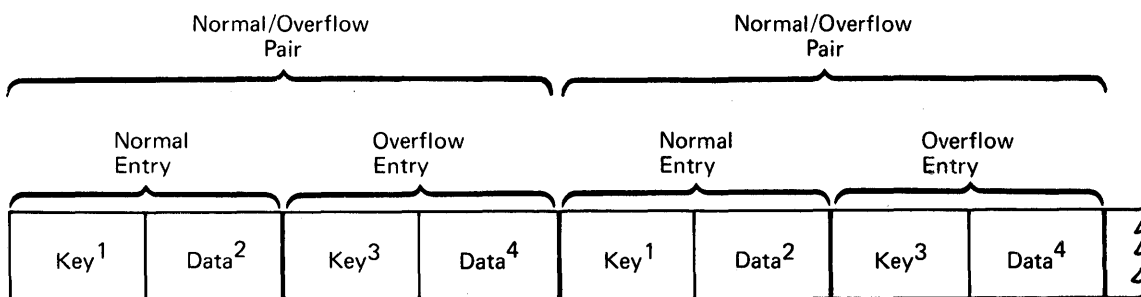 Normal/Overflow
Pair
Normal/Overflow
Pair
Normal
Entry
Overflow
Entry
Normal
Entry
Overflow
Entry
Key¹ Data² Key³ Data⁴ Key¹ Data² Key³ Data⁴